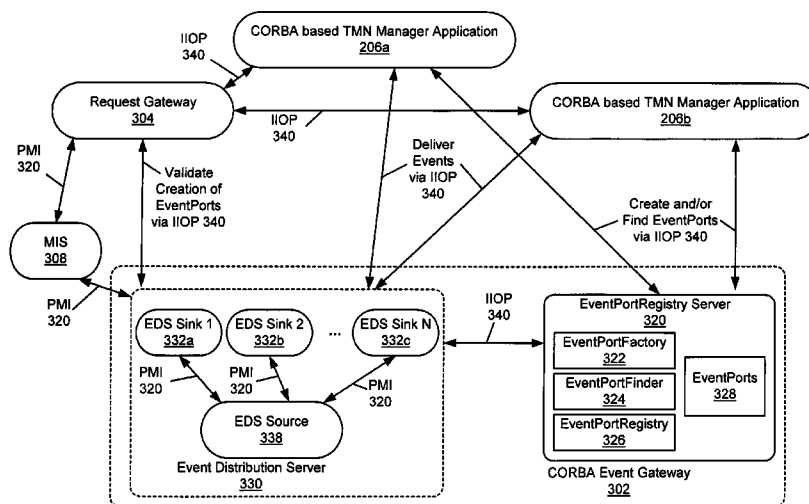 CORBA based TMN Manager Application
206a
IIOP
340
Request Gateway
304
IIOP
340
CORBA based TMN Manager Application
206b
PMI
320
Validate
Creation of
EventPorts
via IIOP 340
Deliver
Events
via IIOP
340
Create and/or
Find EventPorts
via IIOP 340
MIS
308
PMI
320
EDS Sink 1
332a
EDS Sink 2
332b
...
EDS Sink N
332c
PMI
320
PMI
320
PMI
320
EDS Source
338
Event Distribution Server
330
IIOP
340
EventPortRegistry Server
320
EventPortFactory
322
EventPortFinder
324
EventPortRegistry
326
EventPorts
328
CORBA Event Gateway
302